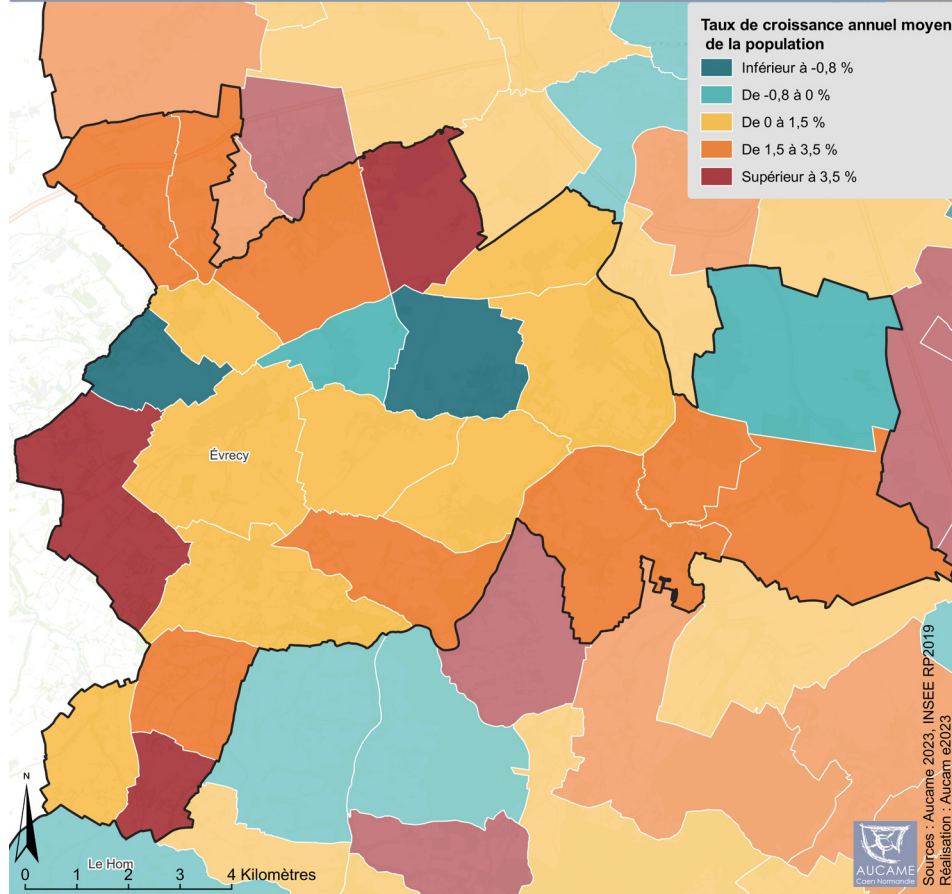 Taux de croissance annuel moyen
de la population
Inférieur à -0,8 %
De -0,8 à 0 %
De 0 à 1,5 %
De 1,5 à 3,5 %
Supérieur à 3,5 %
Évrecy
N
Le Hom
0 1 2 3 4 Kilomètres
AUCAME
Caen Normandie
Sources : Aucame 2023, INSEE RP2019
Réalisation : Aucam e2023